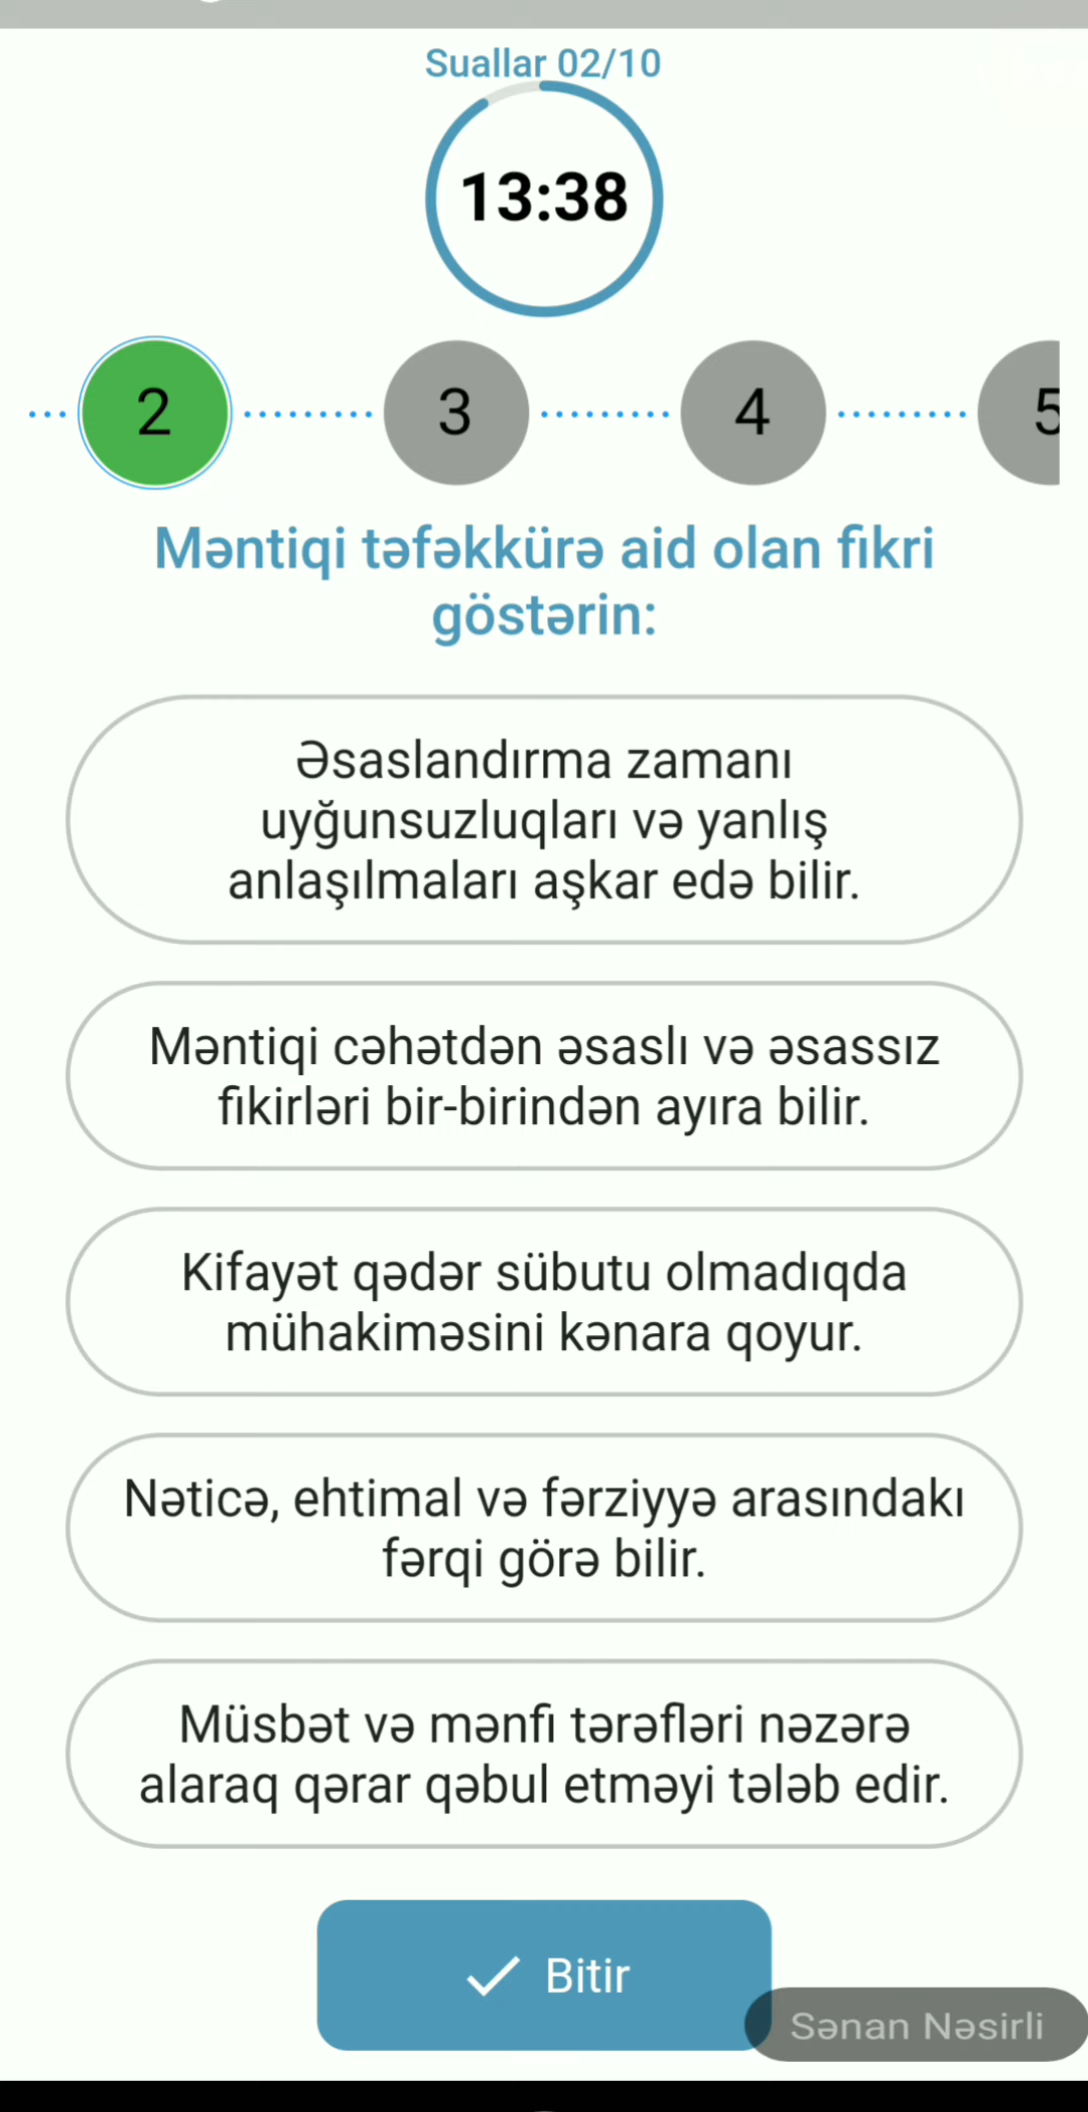 Suallar 02/10
13:38
2
3
4
5
Məntiqi təfəkkürə aid olan fikri
göstərin:
Əsaslandırma zamanı
uyğunsuzluqları və yanlış
anlaşılmaları aşkar edə bilir.
Məntiqi cəhətdən əsaslı və əsassız
fikirləri bir-birindən ayıra bilir.
Kifayət qədər sübutu olmadıqda
mühakiməsini kənara qoyur.
Nəticə, ehtimal və fərziyyə arasındakı
fərqi görə bilir.
Müsbət və mənfi tərəfləri nəzərə
alaraq qərar qəbul etməyi tələb edir.
Bitir
Sənan Nəsirli